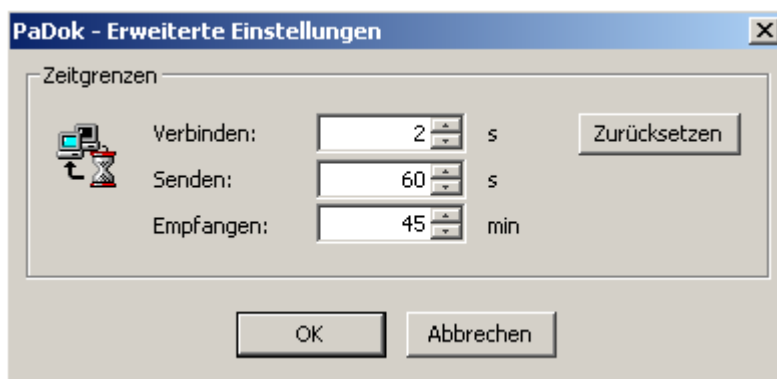 PaDok - Erweiterte Einstellungen
Zeitgrenzen
Verbinden: 2 s Zurücksetzen
Senden: 60 s
Empfangen: 45 min
OK Abbrechen